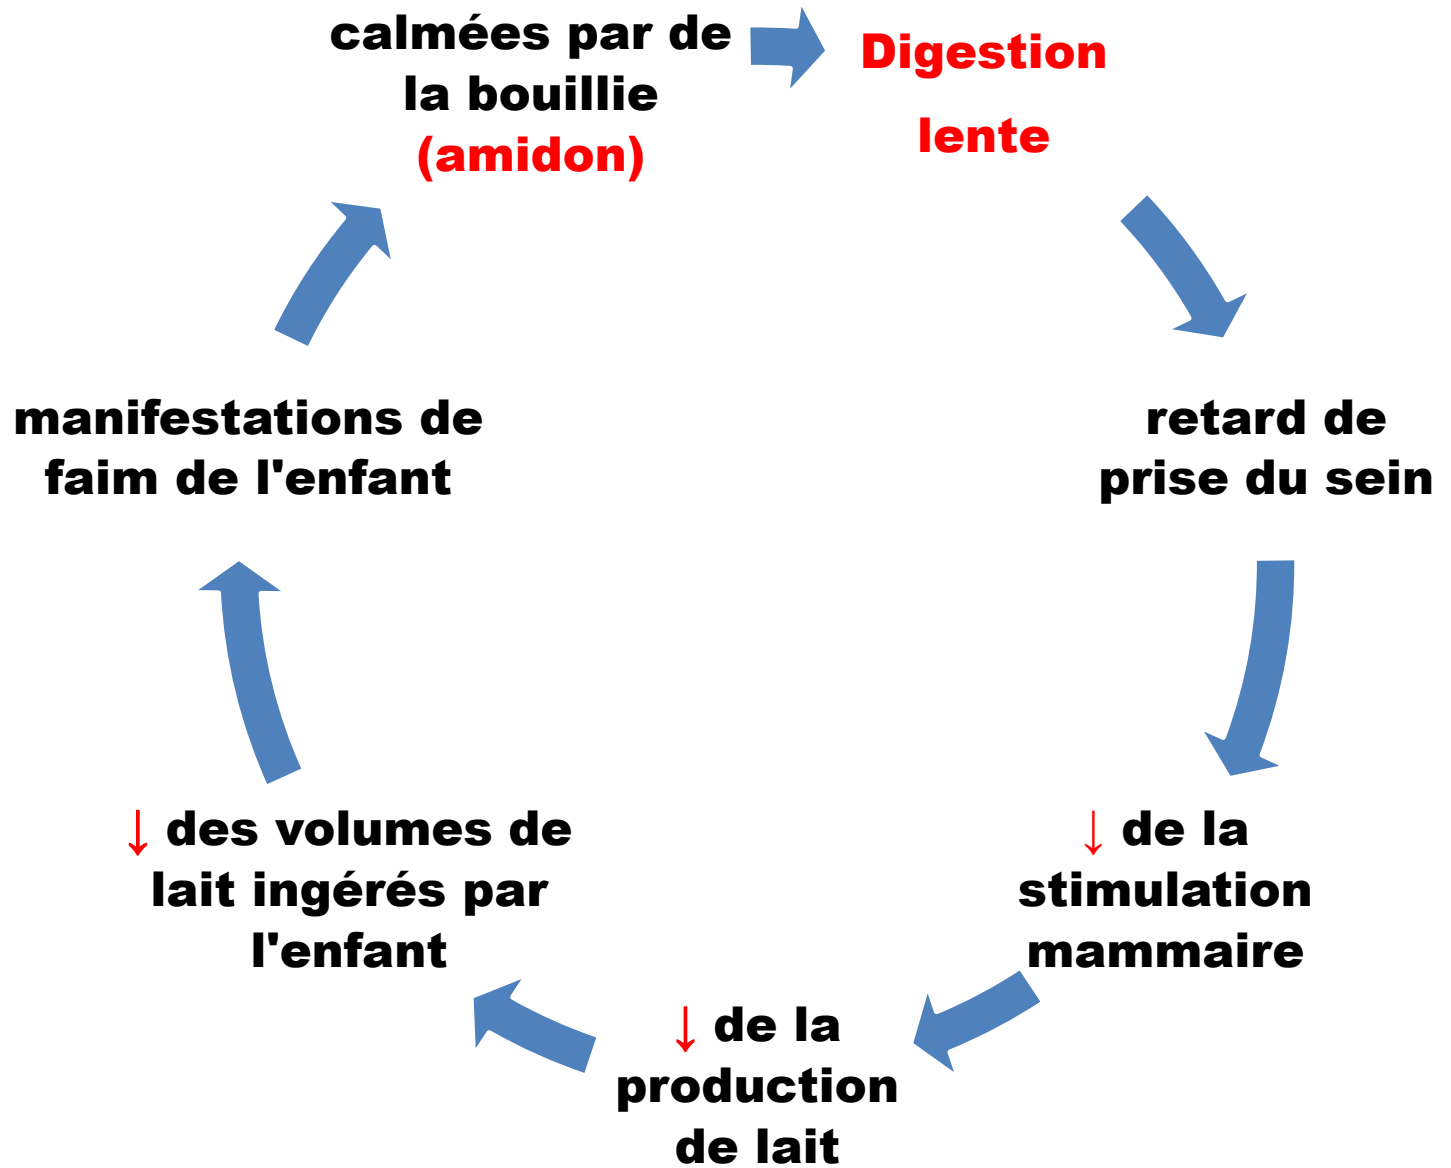 calmées par de
la bouillie
(amidon)
Digestion
lente
retard de
prise du sein
↓ de la
stimulation
mammaire
↓ de la
production
de lait
↓ des volumes de
lait ingérés par
l'enfant
manifestations de
faim de l'enfant